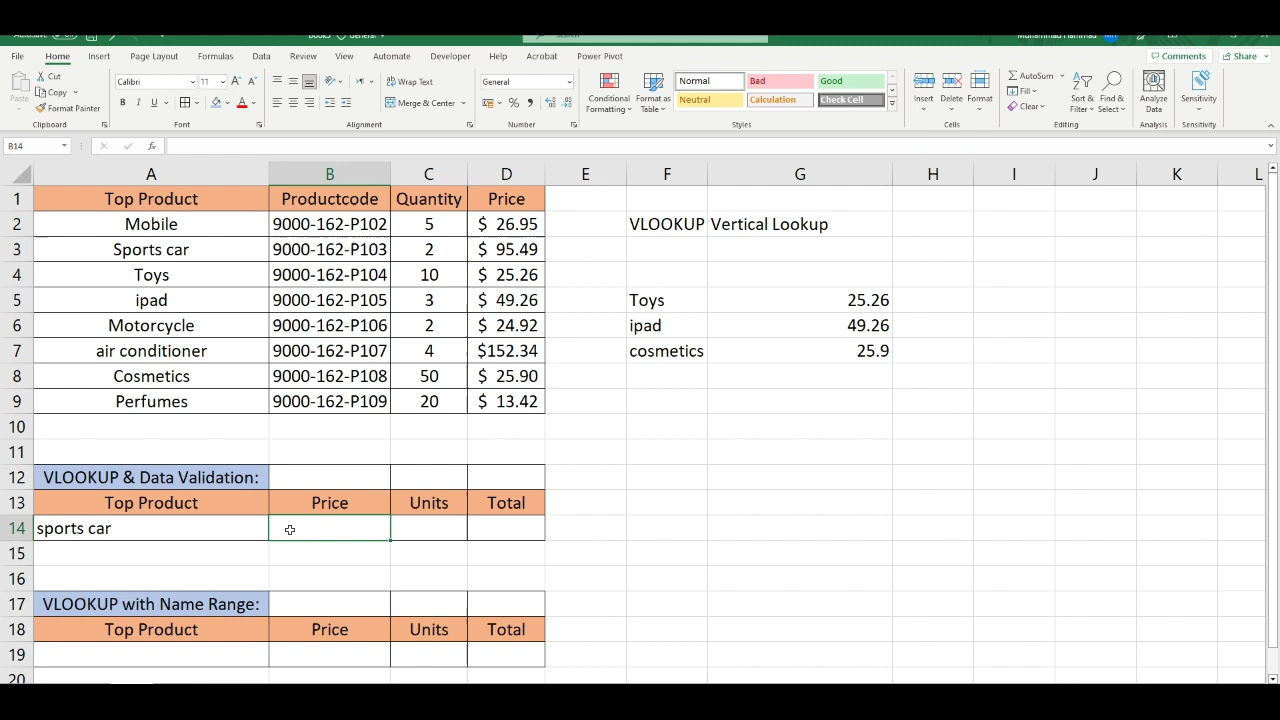 File Home Insert Page Layout Formulas Data Review View Automate Developer Help Acrobat Power Pivot Comments Share
Cut Calibri 11 Wrap Text General Normal Bad Good AutoSum
Paste Copy Conditional Format as Insert Delete Format Fill Sort & Find & Analyze Sensitivity
Format Painter B I U Merge & Center $ % Formatting Table Neutral Calculation Check Cell Clear Filter Select Data
Clipboard Font Alignment Number Styles Cells Editing Analysis Sensitivity
B14 fx
A B C D E F G H I J K L
1 Top Product Productcode Quantity Price
2 Mobile 9000-162-P102 5 $ 26.95 VLOOKUP Vertical Lookup
3 Sports car 9000-162-P103 2 $ 95.49
4 Toys 9000-162-P104 10 $ 25.26
5 ipad 9000-162-P105 3 $ 49.26 Toys 25.26
6 Motorcycle 9000-162-P106 2 $ 24.92 ipad 49.26
7 air conditioner 9000-162-P107 4 $152.34 cosmetics 25.9
8 Cosmetics 9000-162-P108 50 $ 25.90
9 Perfumes 9000-162-P109 20 $ 13.42
10
11
12 VLOOKUP & Data Validation:
13 Top Product Price Units Total
14 sports car
15
16
17 VLOOKUP with Name Range:
18 Top Product Price Units Total
19
20